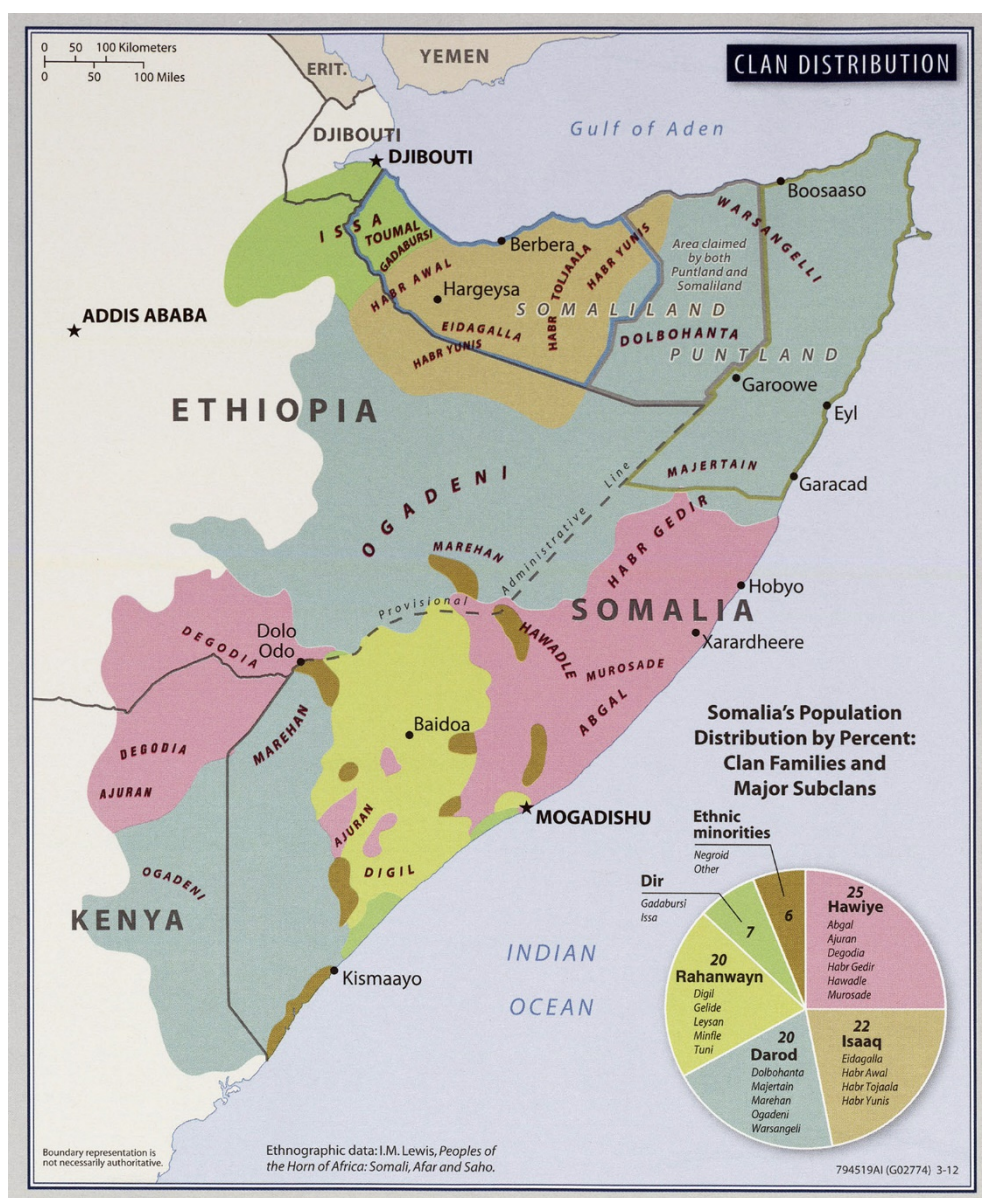 CLAN DISTRIBUTION
0 50 100 Kilometers
0 50 100 Miles
ERIT.
YEMEN
DJIBOUTI
DJIBOUTI
Gulf of Aden
Boosaaso
WARSANGELLI
ISSA
TOUMAL
GADABURSI
Berbera
HABR AWAL
HABR TOLJAALA
HABR YUNIS
Area claimed
by both
Puntland and
Somaliland
Hargeysa
SOMALILAND
ADDIS ABABA
EIDAGALLA
HABR YUNIS
DOLBOHANTA
PUNTLAND
Garoowe
ETHIOPIA
Eyl
MAJERTAIN
Garacad
OGADENI
HABR GEDIR
MAREHAN
Provisional Administrative Line
Hobyo
SOMALIA
Xarardheere
DEGODIA
Dolo
Odo
HAWADLE
MUROSADE
ABGAL
MAREHAN
Baidoa
DEGODIA
AJURAN
AJURAN
MOGADISHU
DIGIL
OGADENI
KENYA
Kismaayo
INDIAN
OCEAN
Somalia's Population
Distribution by Percent:
Clan Families and
Major Subclans
Ethnic
minorities
Negroid
Other
6
Dir
Gadabursi
Issa
7
25
Hawiye
Abgal
Ajuran
Degodia
Habr Gedir
Hawadle
Murosade
20
Rahanwayn
Digil
Gelide
Leysan
Minfle
Tuni
22
Isaaq
Eidagalla
Habr Awal
Habr Tojaala
Habr Yunis
20
Darod
Dolbohanta
Majertain
Marehan
Ogadeni
Warsangeli
Boundary representation is
not necessarily authoritative.
Ethnographic data: I.M. Lewis, Peoples of
the Horn of Africa: Somali, Afar and Saho.
794519AI (G02774) 3-12